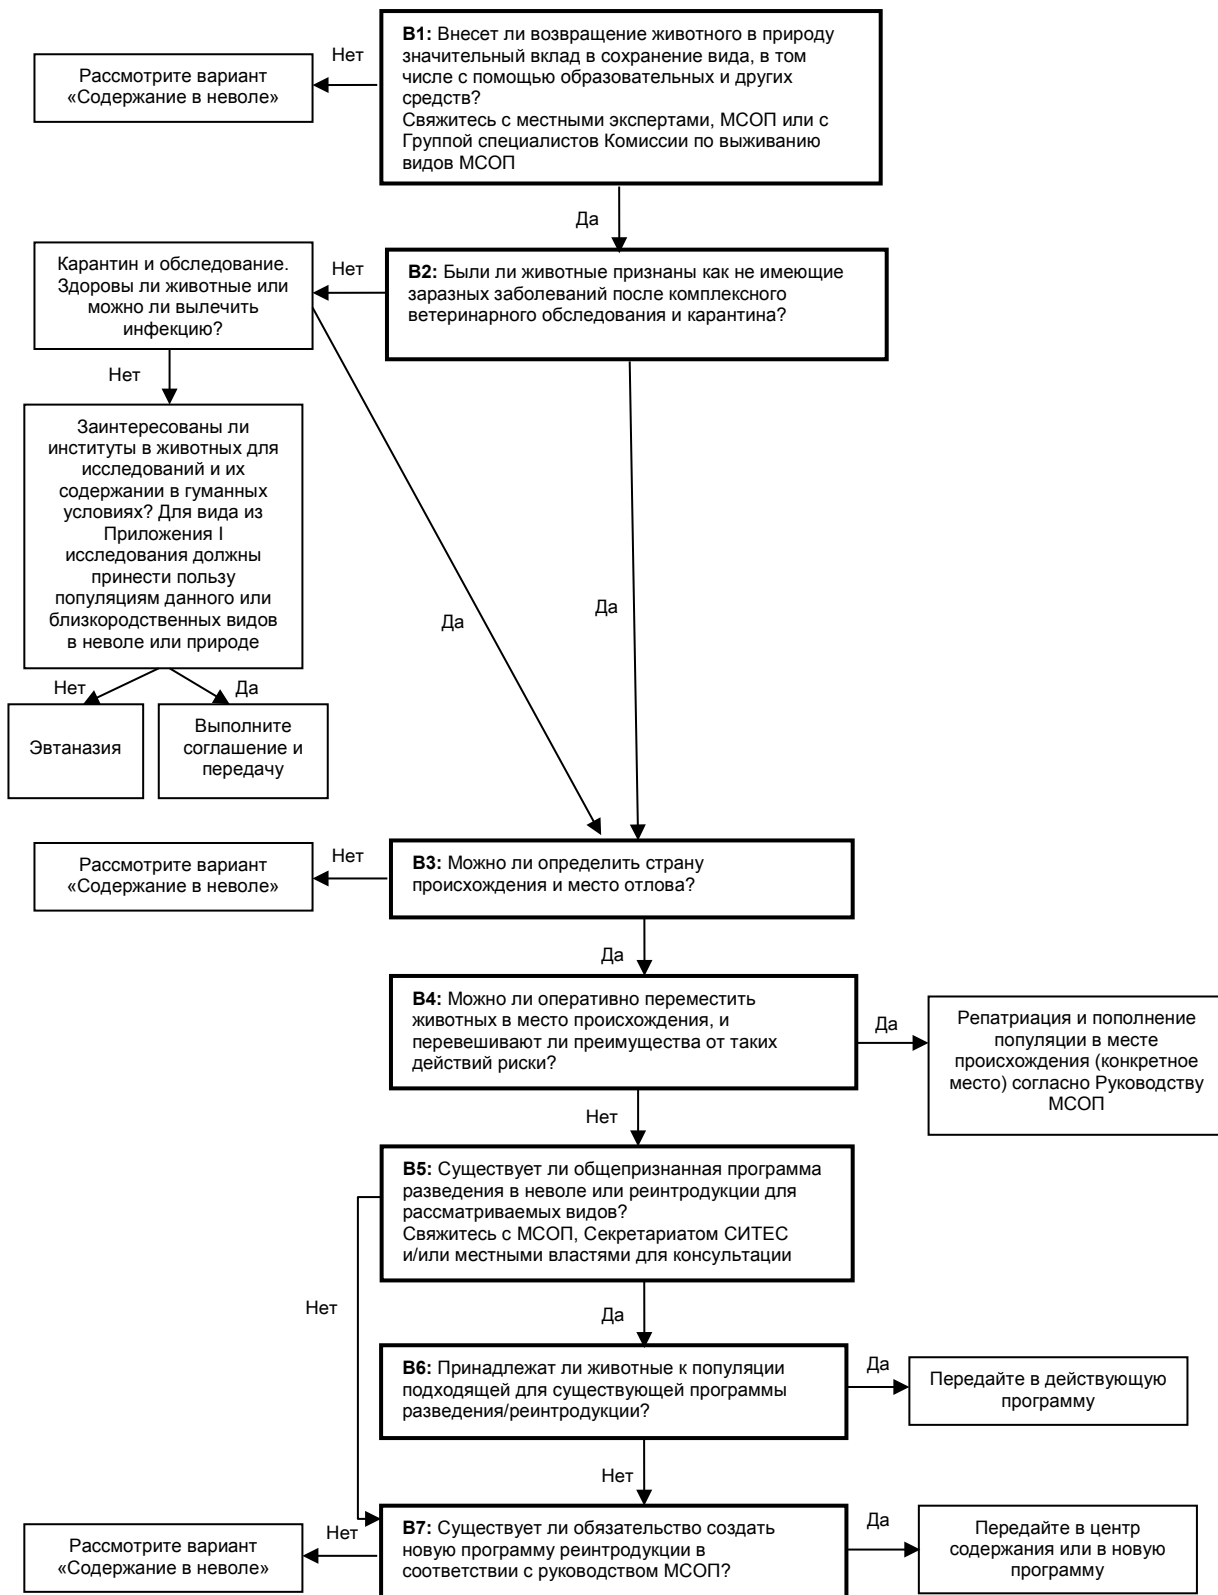 В1: Внесет ли возвращение животного в природу
значительный вклад в сохранение вида, в том
числе с помощью образовательных и других
средств?
Свяжитесь с местными экспертами, МСОП или с
Группой специалистов Комиссии по выживанию
видов МСОП
Нет
Рассмотрите вариант
«Содержание в неволе»
Да
В2: Были ли животные признаны как не имеющие
заразных заболеваний после комплексного
ветеринарного обследования и карантина?
Нет
Карантин и обследование.
Здоровы ли животные или
можно ли вылечить
инфекцию?
Нет
Заинтересованы ли
институты в животных для
исследований и их
содержании в гуманных
условиях? Для вида из
Приложения I
исследования должны
принести пользу
популяциям данного или
близкородственных видов
в неволе или природе
Да
Да
Нет
Да
Эвтаназия
Выполните
соглашение и
передачу
В3: Можно ли определить страну
происхождения и место отлова?
Нет
Рассмотрите вариант
«Содержание в неволе»
Да
В4: Можно ли оперативно переместить
животных в место происхождения, и
перевешивают ли преимущества от таких
действий риски?
Да
Репатриация и пополнение
популяции в месте
происхождения (конкретное
место) согласно Руководству
МСОП
Нет
В5: Существует ли общепризнанная программа
разведения в неволе или реинтродукции для
рассматриваемых видов?
Свяжитесь с МСОП, Секретариатом СИТЕС
и/или местными властями для консультации
Нет
Да
В6: Принадлежат ли животные к популяции
подходящей для существующей программы
разведения/реинтродукции?
Да
Передайте в действующую
программу
Нет
В7: Существует ли обязательство создать
новую программу реинтродукции в
соответствии с руководством МСОП?
Нет
Рассмотрите вариант
«Содержание в неволе»
Да
Передайте в центр
содержания или в новую
программу